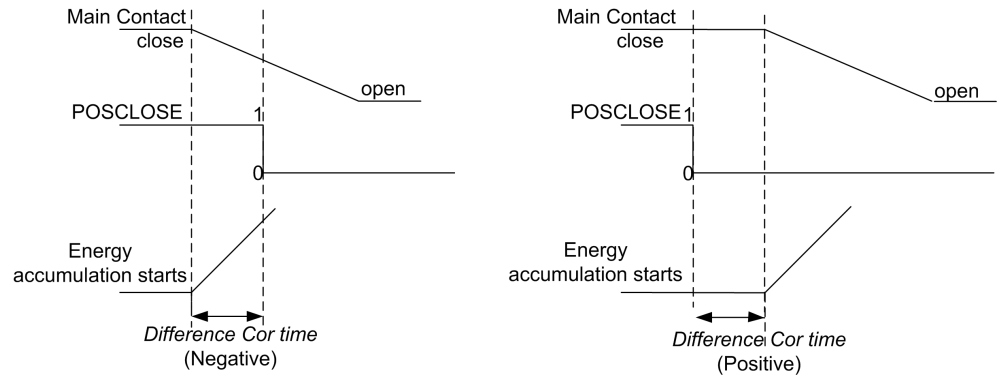 Main Contact
close
open
POSCLOSE
1
0
Energy
accumulation starts
Difference Cor time
(Negative)
Main Contact
close
open
POSCLOSE
1
0
Energy
accumulation starts
Difference Cor time
(Positive)